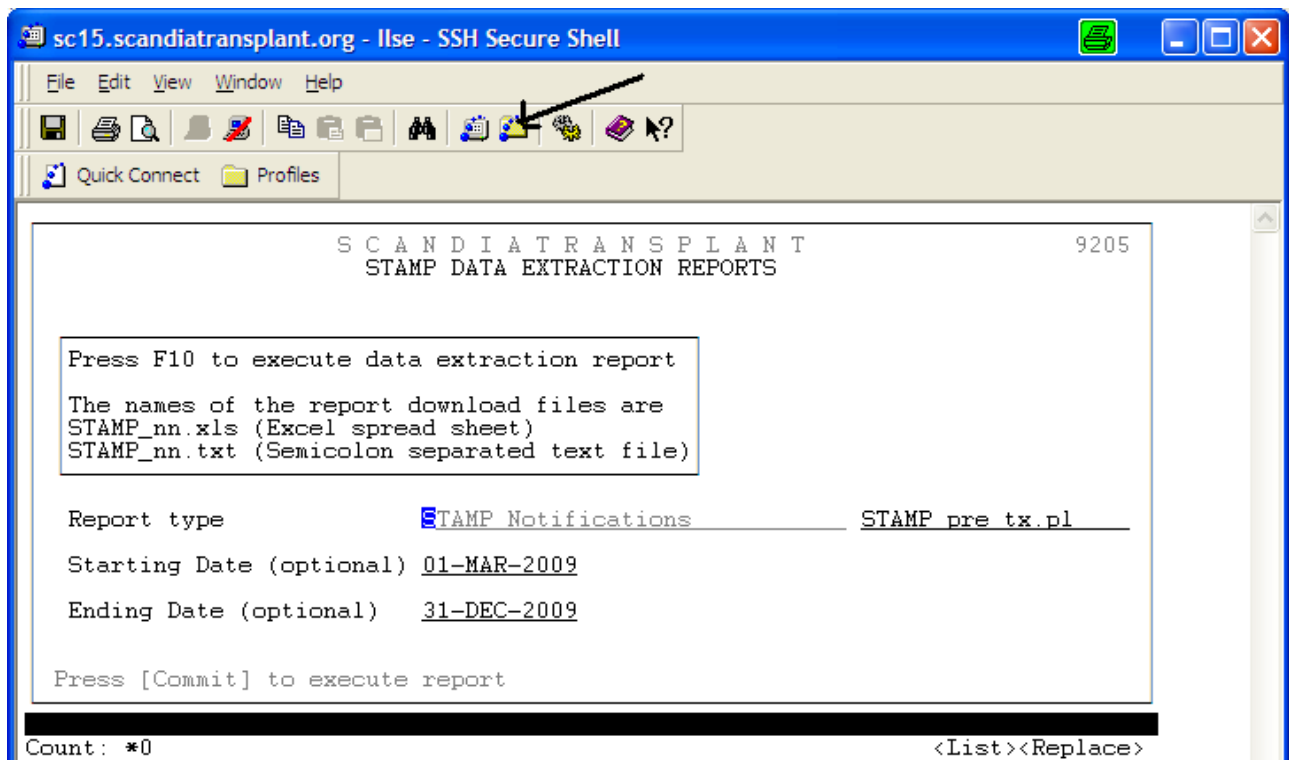 sc15.scandiatransplant.org - Ilse - SSH Secure Shell
File Edit View Window Help
Quick Connect Profiles
S C A N D I A T R A N S P L A N T 9205
STAMP DATA EXTRACTION REPORTS
Press F10 to execute data extraction report
The names of the report download files are
STAMP_nn.xls (Excel spread sheet)
STAMP_nn.txt (Semicolon separated text file)
Report type STAMP Notifications STAMP_pre_tx.pl
Starting Date (optional) 01-MAR-2009
Ending Date (optional) 31-DEC-2009
Press [Commit] to execute report
Count: *0 <List><Replace>